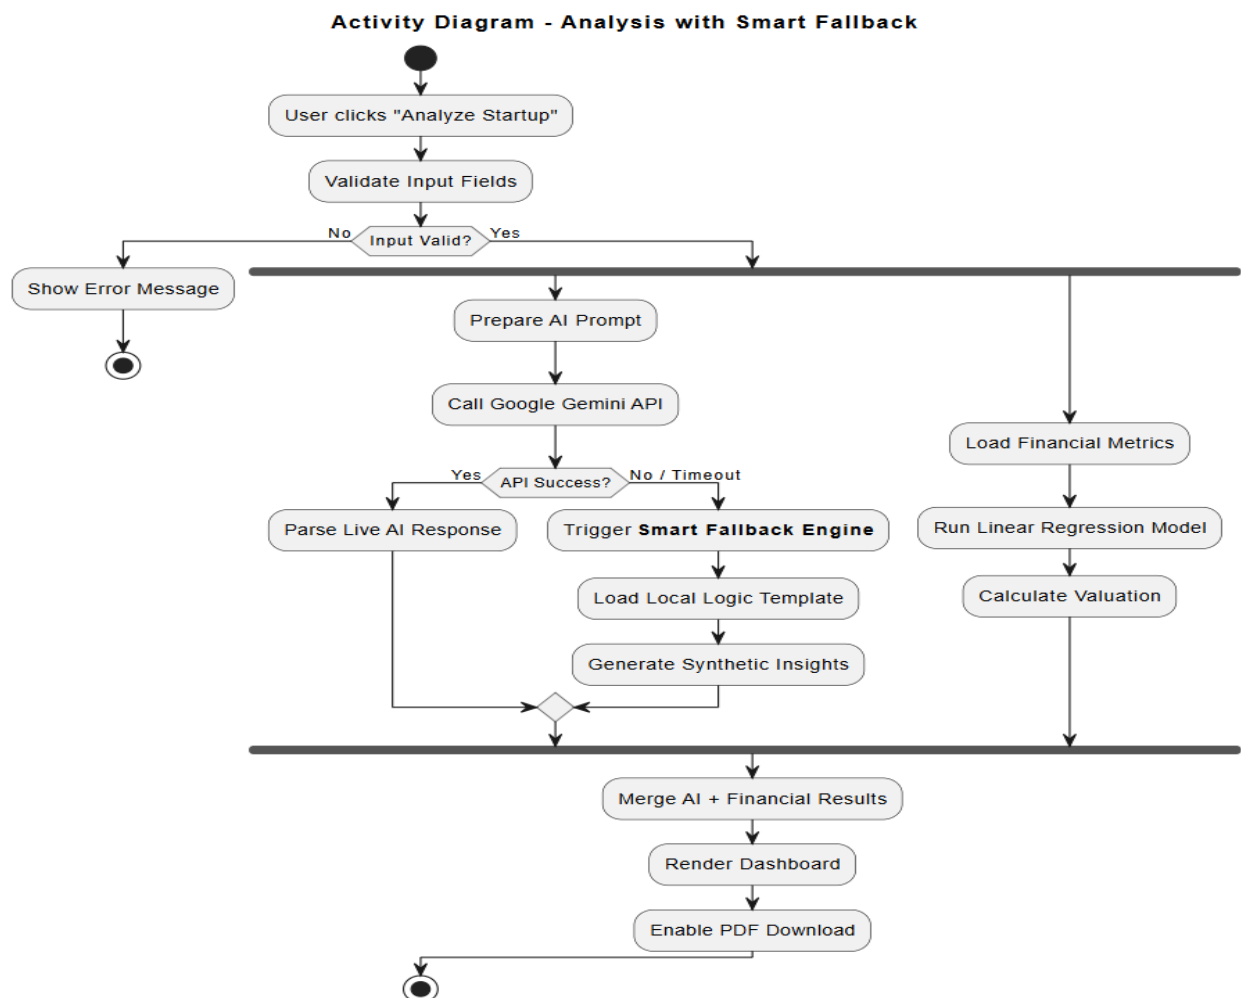 Activity Diagram - Analysis with Smart Fallback
User clicks "Analyze Startup"
Validate Input Fields
No
Input Valid?
Yes
Show Error Message
Prepare AI Prompt
Call Google Gemini API
Load Financial Metrics
Yes
API Success?
No / Timeout
Parse Live AI Response
Trigger Smart Fallback Engine
Run Linear Regression Model
Load Local Logic Template
Calculate Valuation
Generate Synthetic Insights
Merge AI + Financial Results
Render Dashboard
Enable PDF Download